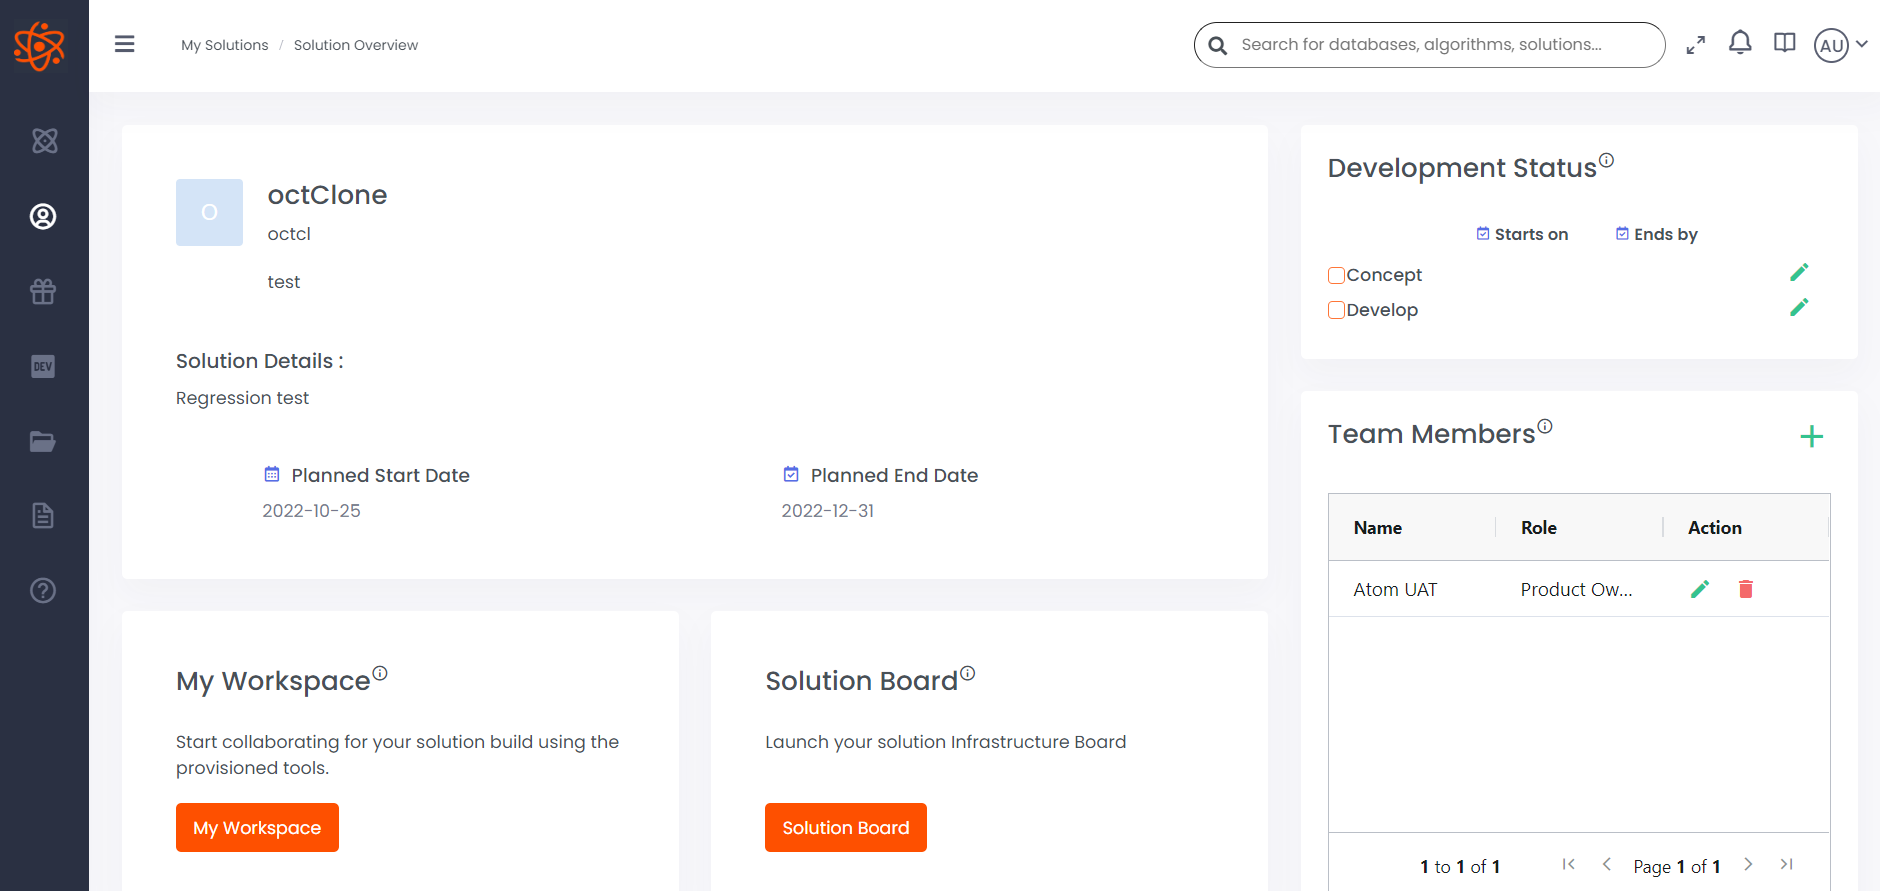 My Solutions / Solution Overview
Search for databases, algorithms, solutions...
AU
DEV
O
octClone
octcl
test
Solution Details :
Regression test
Planned Start Date
2022-10-25
Planned End Date
2022-12-31
My Workspace
Start collaborating for your solution build using the
provisioned tools.
My Workspace
Solution Board
Launch your solution Infrastructure Board
Solution Board
Development Status
Starts on Ends by
Concept
Develop
Team Members
Name Role Action
Atom UAT Product Ow...
1 to 1 of 1 Page 1 of 1